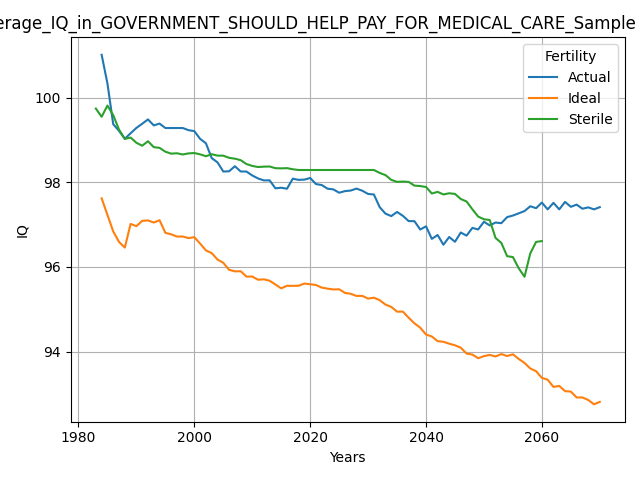 erage_IQ_in_GOVERNMENT_SHOULD_HELP_PAY_FOR_MEDICAL_CARE_Sample
Fertility
Actual
Ideal
Sterile
IQ
100
98
96
94
1980 2000 2020 2040 2060
Years